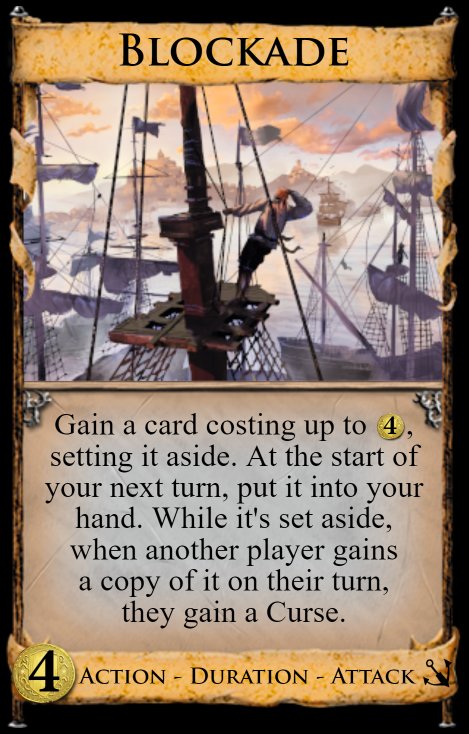 Blockade
Gain a card costing up to 4,
setting it aside. At the start of
your next turn, put it into your
hand. While it's set aside,
when another player gains
a copy of it on their turn,
they gain a Curse.
4 Action - Duration - Attack